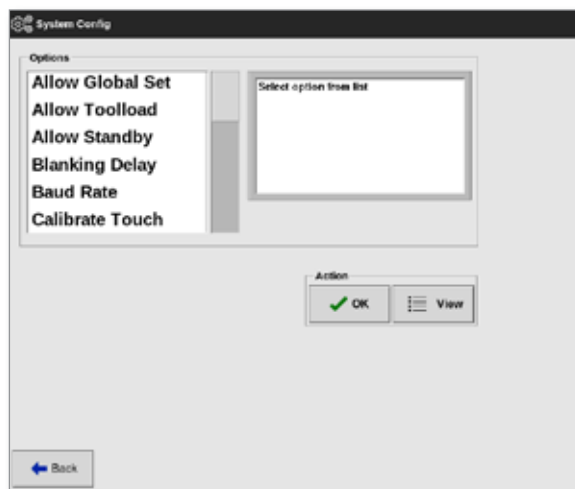 System Config
Options
Allow Global Set
Allow Toolload
Allow Standby
Blanking Delay
Baud Rate
Calibrate Touch
Select option from list
Action
OK
View
Back